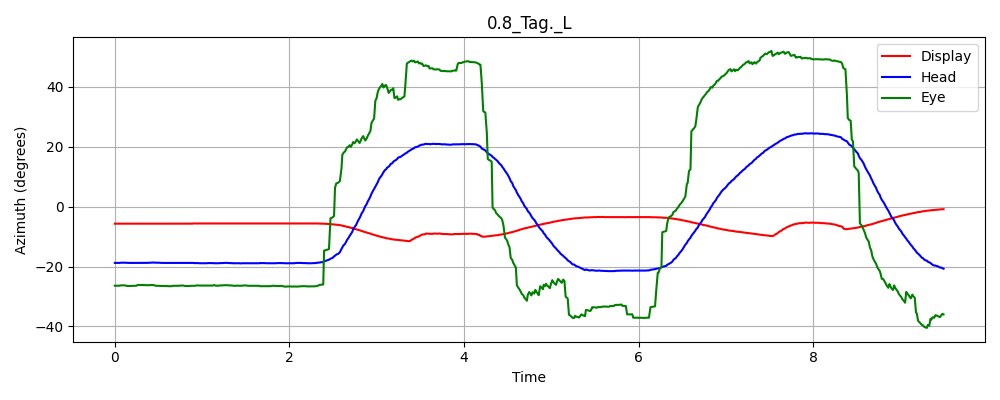 0.8_Tag._L
Display
Head
Eye
Azimuth (degrees)
40
20
0
−20
−40
0 2 4 6 8
Time